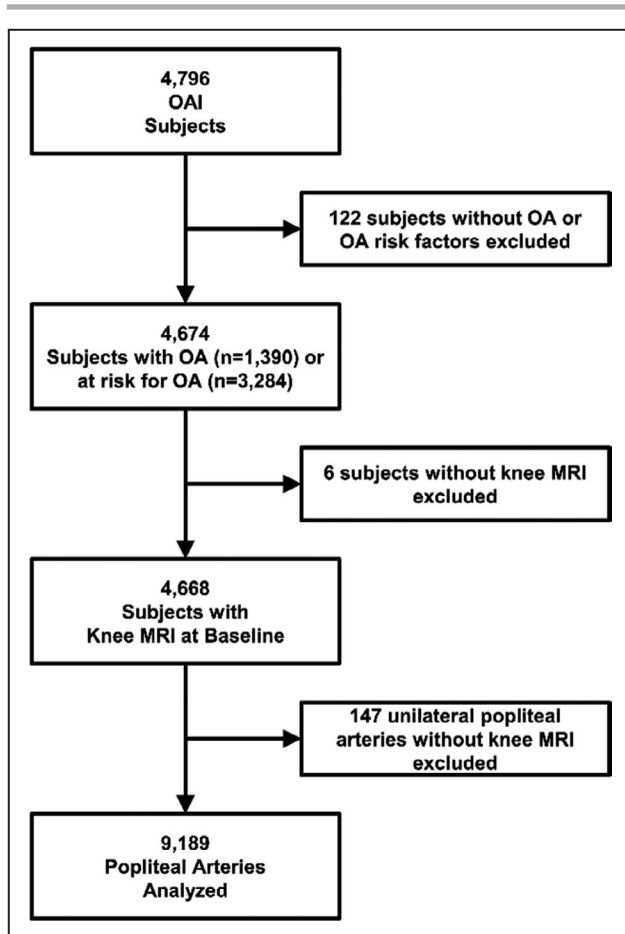 4,796
OAI
Subjects
122 subjects without OA or
OA risk factors excluded
4,674
Subjects with OA (n=1,390) or
at risk for OA (n=3,284)
6 subjects without knee MRI
excluded
4,668
Subjects with
Knee MRI at Baseline
147 unilateral popliteal
arteries without knee MRI
excluded
9,189
Popliteal Arteries
Analyzed